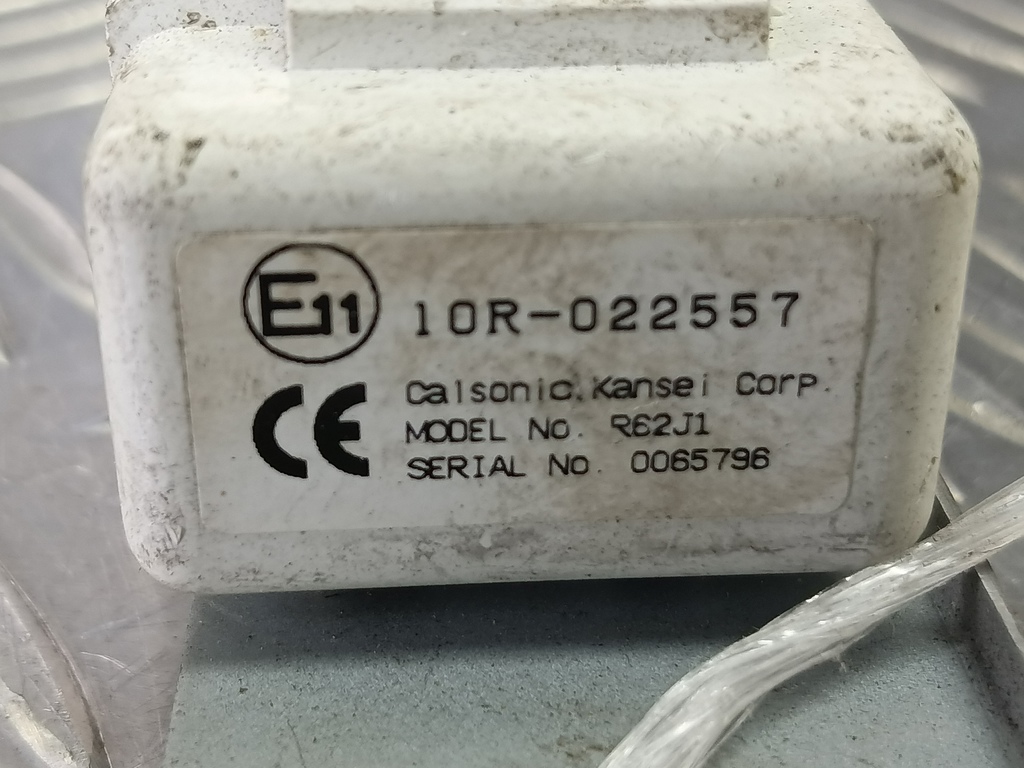 E11 10R-022557
CE Calsonic.Kansei Corp.
MODEL No. R62J1
SERIAL No. 0065796